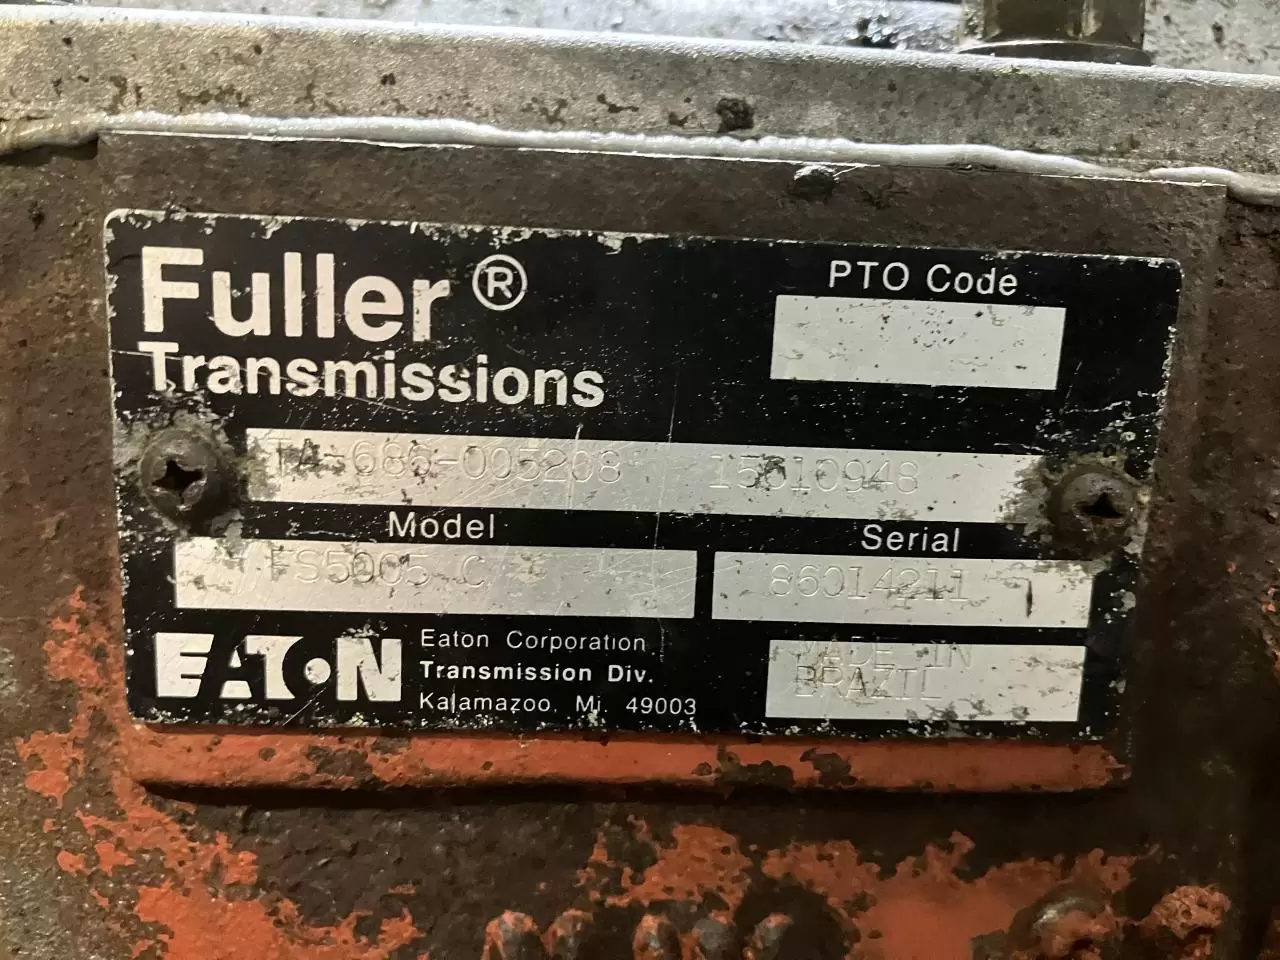 Fuller®
Transmissions
PTO Code
TA-686-005208 15610948
Model
Serial
FS5005 C
86014211
EATON
Eaton Corporation
Transmission Div.
Kalamazoo, Mi. 49003
MADE IN
BRAZIL